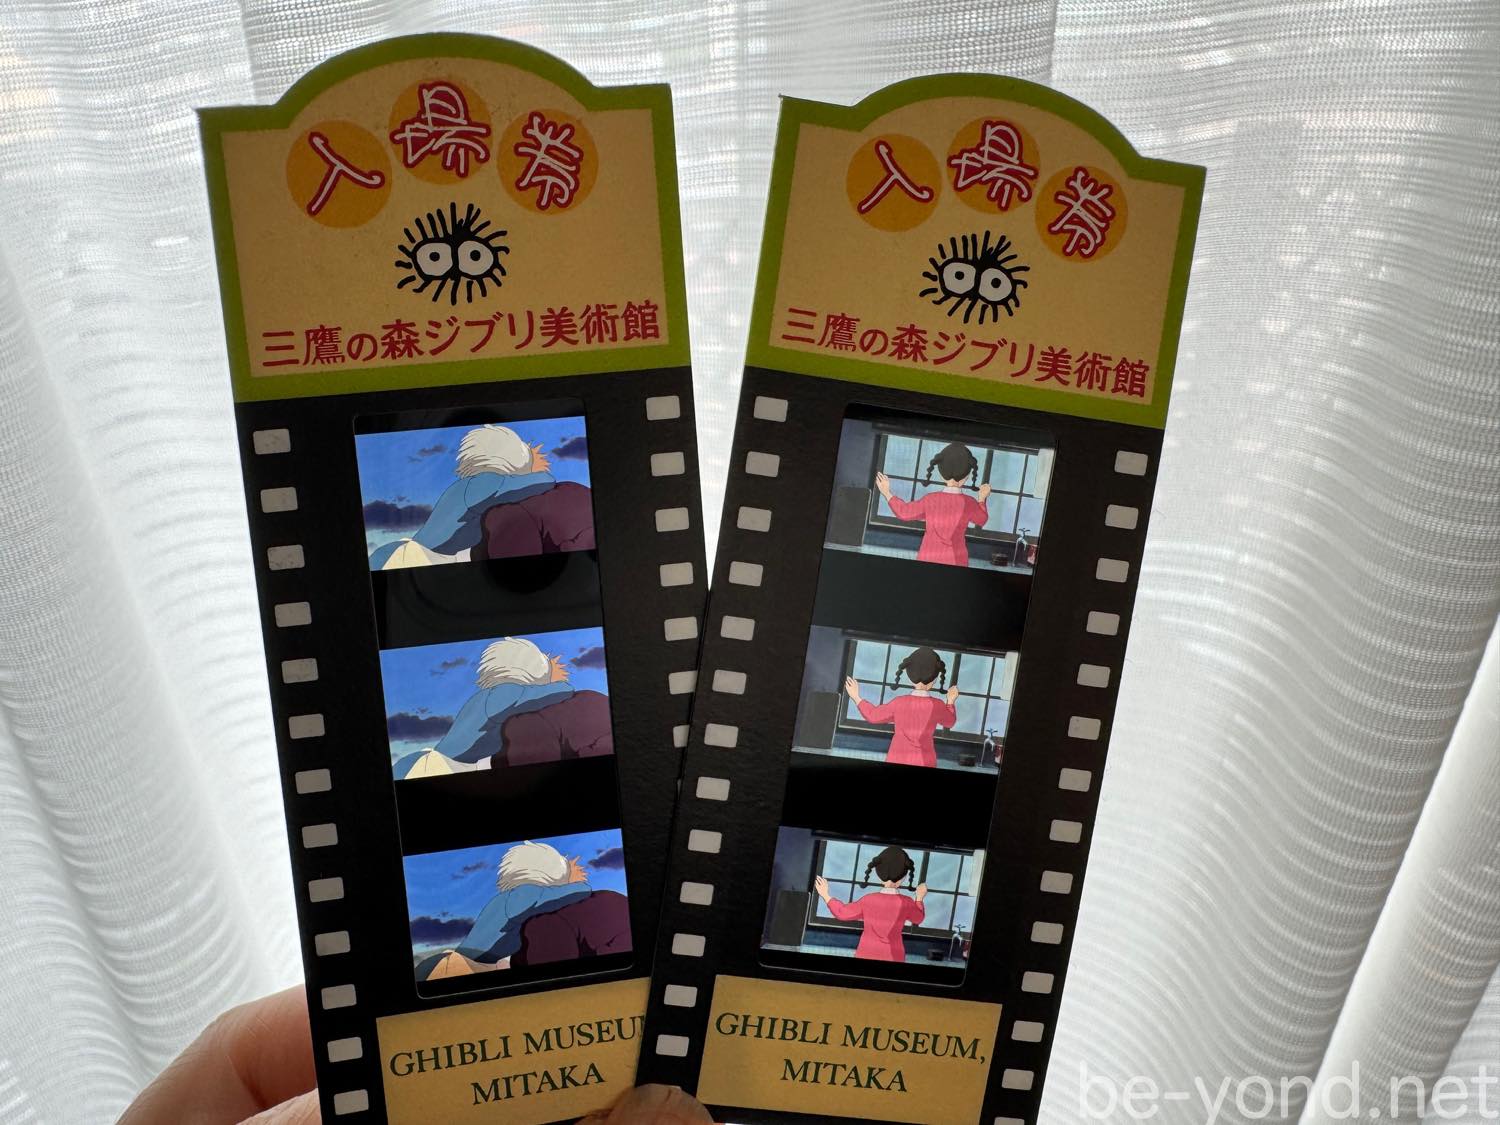 入場券
三鷹の森ジブリ美術館
GHIBLI MUSEUM
MITAKA
入場券
三鷹の森ジブリ美術館
GHIBLI MUSEUM,
MITAKA
be-yond.net